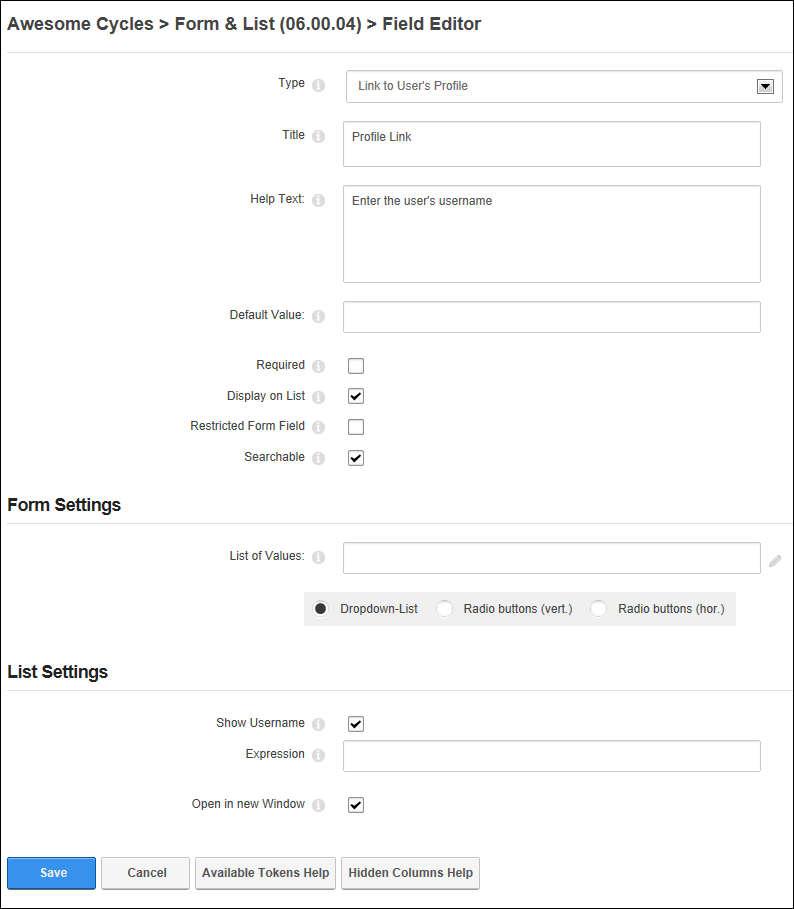 Awesome Cycles > Form & List (06.00.04) > Field Editor
Type
Link to User's Profile
Title
Profile Link
Help Text:
Enter the user's username
Default Value:
Required
Display on List
Restricted Form Field
Searchable
Form Settings
List of Values:
Dropdown-List Radio buttons (vert.) Radio buttons (hor.)
List Settings
Show Username
Expression
Open in new Window
Save Cancel Available Tokens Help Hidden Columns Help